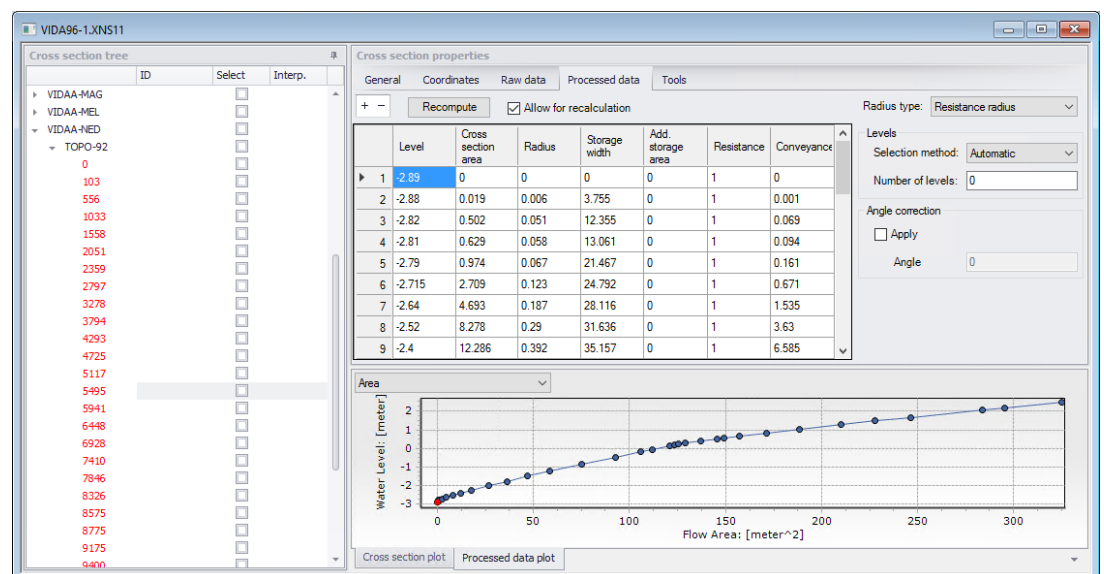 VIDA96-1.XNS11
Cross section tree
ID Select Interp.
VIDAA-MAG
VIDAA-MEL
VIDAA-NED
TOPO-92
0
103
556
1033
1558
2051
2359
2797
3278
3794
4293
4725
5117
5495
5941
6448
6928
7410
7846
8326
8575
8775
9175
9400
Cross section properties
General Coordinates Raw data Processed data Tools
+ - Recompute Allow for recalculation
Level Cross section area Radius Storage width Add. storage area Resistance Conveyance
1 -2.89 0 0 0 0 1 0
2 -2.88 0.019 0.006 3.755 0 1 0.001
3 -2.82 0.502 0.051 12.355 0 1 0.069
4 -2.81 0.629 0.058 13.061 0 1 0.094
5 -2.79 0.974 0.067 21.467 0 1 0.161
6 -2.715 2.709 0.123 24.792 0 1 0.671
7 -2.64 4.693 0.187 28.116 0 1 1.535
8 -2.52 8.278 0.29 31.636 0 1 3.63
9 -2.4 12.286 0.392 35.157 0 1 6.585
Radius type: Resistance radius
Levels
Selection method: Automatic
Number of levels: 0
Angle correction
Apply
Angle 0
Area
Water Level: [meter]
2
1
0
-1
-2
-3
0 50 100 150 200 250 300
Flow Area: [meter^2]
Cross section plot Processed data plot